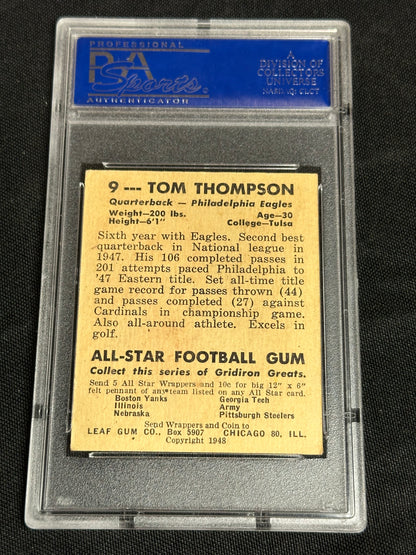 PROFESSIONAL
PSA
Sports
AUTHENTICATOR
A
DIVISION OF
COLLECTORS
UNIVERSE
NASD @: CLCT
9 --- TOM THOMPSON
Quarterback — Philadelphia Eagles
Weight—200 lbs. Age—30
Height—6'1" College—Tulsa
Sixth year with Eagles. Second best
quarterback in National league in
1947. His 106 completed passes in
201 attempts paced Philadelphia to
'47 Eastern title. Set all-time title
game record for passes thrown (44)
and passes completed (27) against
Cardinals in championship game.
Also all-around athlete. Excels in
golf.
ALL-STAR FOOTBALL GUM
Collect this series of Gridiron Greats.
Send 5 All Star Wrappers and 10c for big 12" x 6"
felt pennant of any team listed on any All Star card.
Boston Yanks Georgia Tech
Illinois Army
Nebraska Pittsburgh Steelers
Send Wrappers and Coin to
LEAF GUM CO., Box 5907 CHICAGO 80, ILL.
Copyright 1948